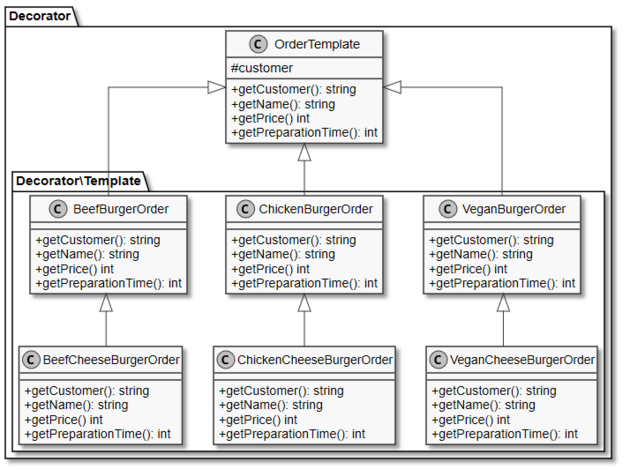 Decorator
C OrderTemplate
#customer
+getCustomer(): string
+getName(): string
+getPrice() int
+getPreparationTime(): int
Decorator\Template
C BeefBurgerOrder
+getCustomer(): string
+getName(): string
+getPrice() int
+getPreparationTime(): int
C ChickenBurgerOrder
+getCustomer(): string
+getName(): string
+getPrice() int
+getPreparationTime(): int
C VeganBurgerOrder
+getCustomer(): string
+getName(): string
+getPrice() int
+getPreparationTime(): int
C BeefCheeseBurgerOrder
+getCustomer(): string
+getName(): string
+getPrice() int
+getPreparationTime(): int
C ChickenCheeseBurgerOrder
+getCustomer(): string
+getName(): string
+getPrice() int
+getPreparationTime(): int
C VeganCheeseBurgerOrder
+getCustomer(): string
+getName(): string
+getPrice() int
+getPreparationTime(): int